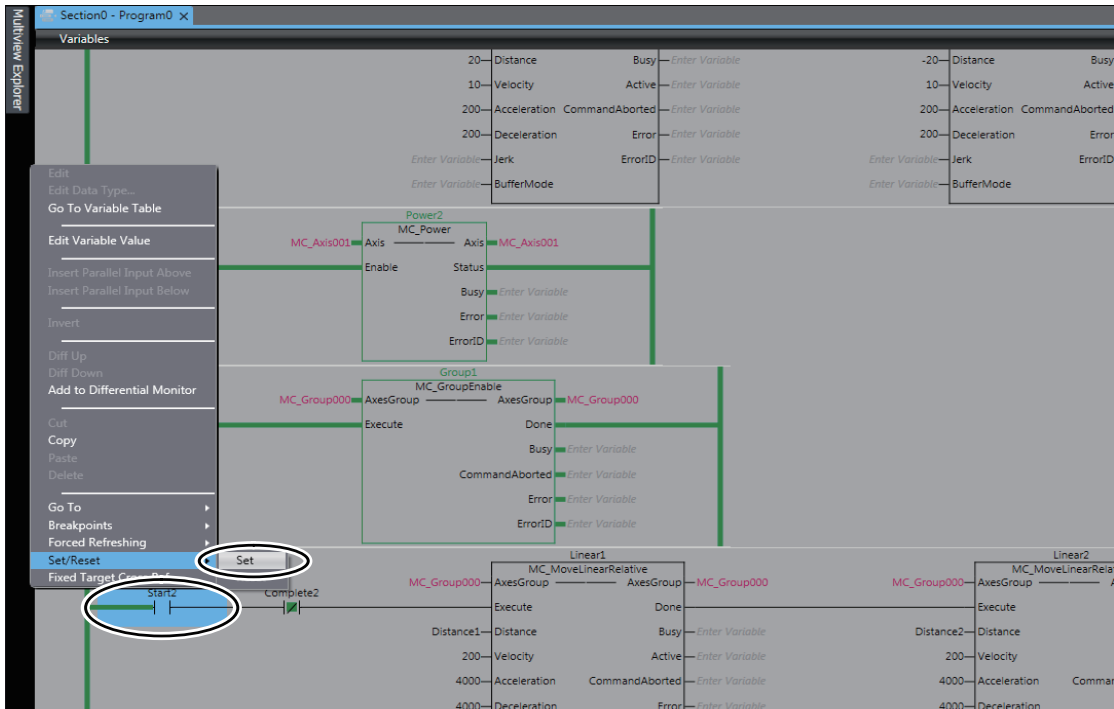 Multiview Explorer
Section0 - Program0 ×
Variables
20 Distance Busy Enter Variable -20 Distance Busy
10 Velocity Active Enter Variable 10 Velocity Active
200 Acceleration CommandAborted Enter Variable 200 Acceleration CommandAborted
200 Deceleration Error Enter Variable 200 Deceleration Error
Enter Variable Jerk ErrorID Enter Variable Enter Variable Jerk ErrorID
Enter Variable BufferMode Enter Variable BufferMode
Edit
Edit Data Type...
Go To Variable Table
Edit Variable Value
Insert Parallel Input Above
Insert Parallel Input Below
Invert
Diff Up
Diff Down
Add to Differential Monitor
Cut
Copy
Paste
Delete
Go To
Breakpoints
Forced Refreshing
Set/Reset
Set
Fixed Target
Power2
MC_Power
MC_Axis001 Axis Axis MC_Axis001
Enable Status
Busy Enter Variable
Error Enter Variable
ErrorID Enter Variable
Group1
MC_GroupEnable
MC_Group000 AxesGroup AxesGroup MC_Group000
Execute Done
Busy Enter Variable
CommandAborted Enter Variable
Error Enter Variable
ErrorID Enter Variable
Linear1 Linear2
MC_MoveLinearRelative MC_MoveLinearRela
MC_Group000 AxesGroup AxesGroup MC_Group000 MC_Group000 AxesGroup
Start2 Complete2 Execute Done Execute
Distance1 Distance Busy Enter Variable Distance2 Distance
200 Velocity Active Enter Variable 200 Velocity
4000 Acceleration CommandAborted Enter Variable 4000 Acceleration Comma
4000 Deceleration Error Enter Variable 4000 Deceleration